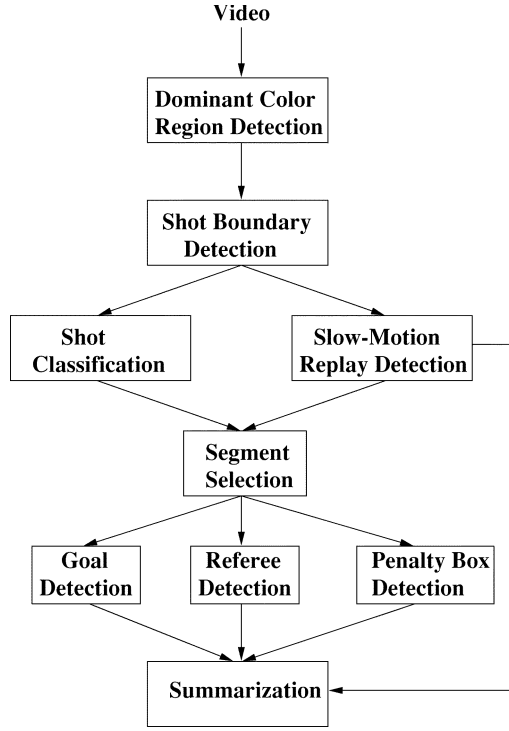 Video
Dominant Color
Region Detection
Shot Boundary
Detection
Shot
Classification
Slow-Motion
Replay Detection
Segment
Selection
Goal
Detection
Referee
Detection
Penalty Box
Detection
Summarization